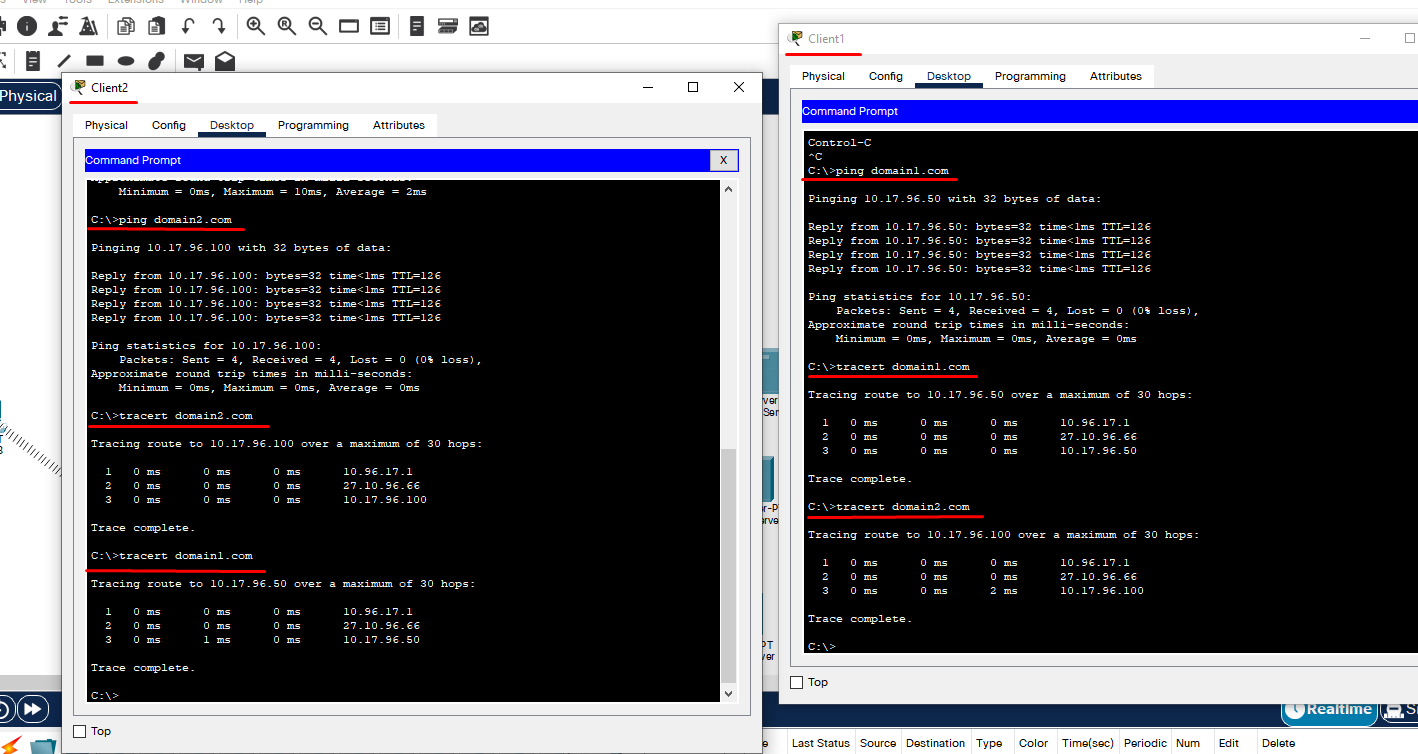 View Tools Extensions Window Help
Physical
Client2
Physical Config Desktop Programming Attributes
Command Prompt X
Approximate round trip times in milli-seconds:
Minimum = 0ms, Maximum = 10ms, Average = 2ms
C:\>ping domain2.com
Pinging 10.17.96.100 with 32 bytes of data:
Reply from 10.17.96.100: bytes=32 time<1ms TTL=126
Reply from 10.17.96.100: bytes=32 time<1ms TTL=126
Reply from 10.17.96.100: bytes=32 time<1ms TTL=126
Reply from 10.17.96.100: bytes=32 time<1ms TTL=126
Ping statistics for 10.17.96.100:
Packets: Sent = 4, Received = 4, Lost = 0 (0% loss),
Approximate round trip times in milli-seconds:
Minimum = 0ms, Maximum = 0ms, Average = 0ms
C:\>tracert domain2.com
Tracing route to 10.17.96.100 over a maximum of 30 hops:
1 0 ms 0 ms 0 ms 10.96.17.1
2 0 ms 0 ms 0 ms 27.10.96.66
3 0 ms 0 ms 0 ms 10.17.96.100
Trace complete.
C:\>tracert domain1.com
Tracing route to 10.17.96.50 over a maximum of 30 hops:
1 0 ms 0 ms 0 ms 10.96.17.1
2 0 ms 0 ms 0 ms 27.10.96.66
3 0 ms 1 ms 0 ms 10.17.96.50
Trace complete.
C:\>
Top
Client1
Physical Config Desktop Programming Attributes
Command Prompt
Control-C
^C
C:\>ping domain1.com
Pinging 10.17.96.50 with 32 bytes of data:
Reply from 10.17.96.50: bytes=32 time<1ms TTL=126
Reply from 10.17.96.50: bytes=32 time<1ms TTL=126
Reply from 10.17.96.50: bytes=32 time<1ms TTL=126
Reply from 10.17.96.50: bytes=32 time<1ms TTL=126
Ping statistics for 10.17.96.50:
Packets: Sent = 4, Received = 4, Lost = 0 (0% loss),
Approximate round trip times in milli-seconds:
Minimum = 0ms, Maximum = 0ms, Average = 0ms
C:\>tracert domain1.com
Tracing route to 10.17.96.50 over a maximum of 30 hops:
1 0 ms 0 ms 0 ms 10.96.17.1
2 0 ms 0 ms 0 ms 27.10.96.66
3 0 ms 0 ms 0 ms 10.17.96.50
Trace complete.
C:\>tracert domain2.com
Tracing route to 10.17.96.100 over a maximum of 30 hops:
1 0 ms 0 ms 0 ms 10.96.17.1
2 0 ms 0 ms 0 ms 27.10.96.66
3 0 ms 0 ms 2 ms 10.17.96.100
Trace complete.
C:\>
Top
Realtime
Last Status Source Destination Type Color Time(sec) Periodic Num Edit Delete